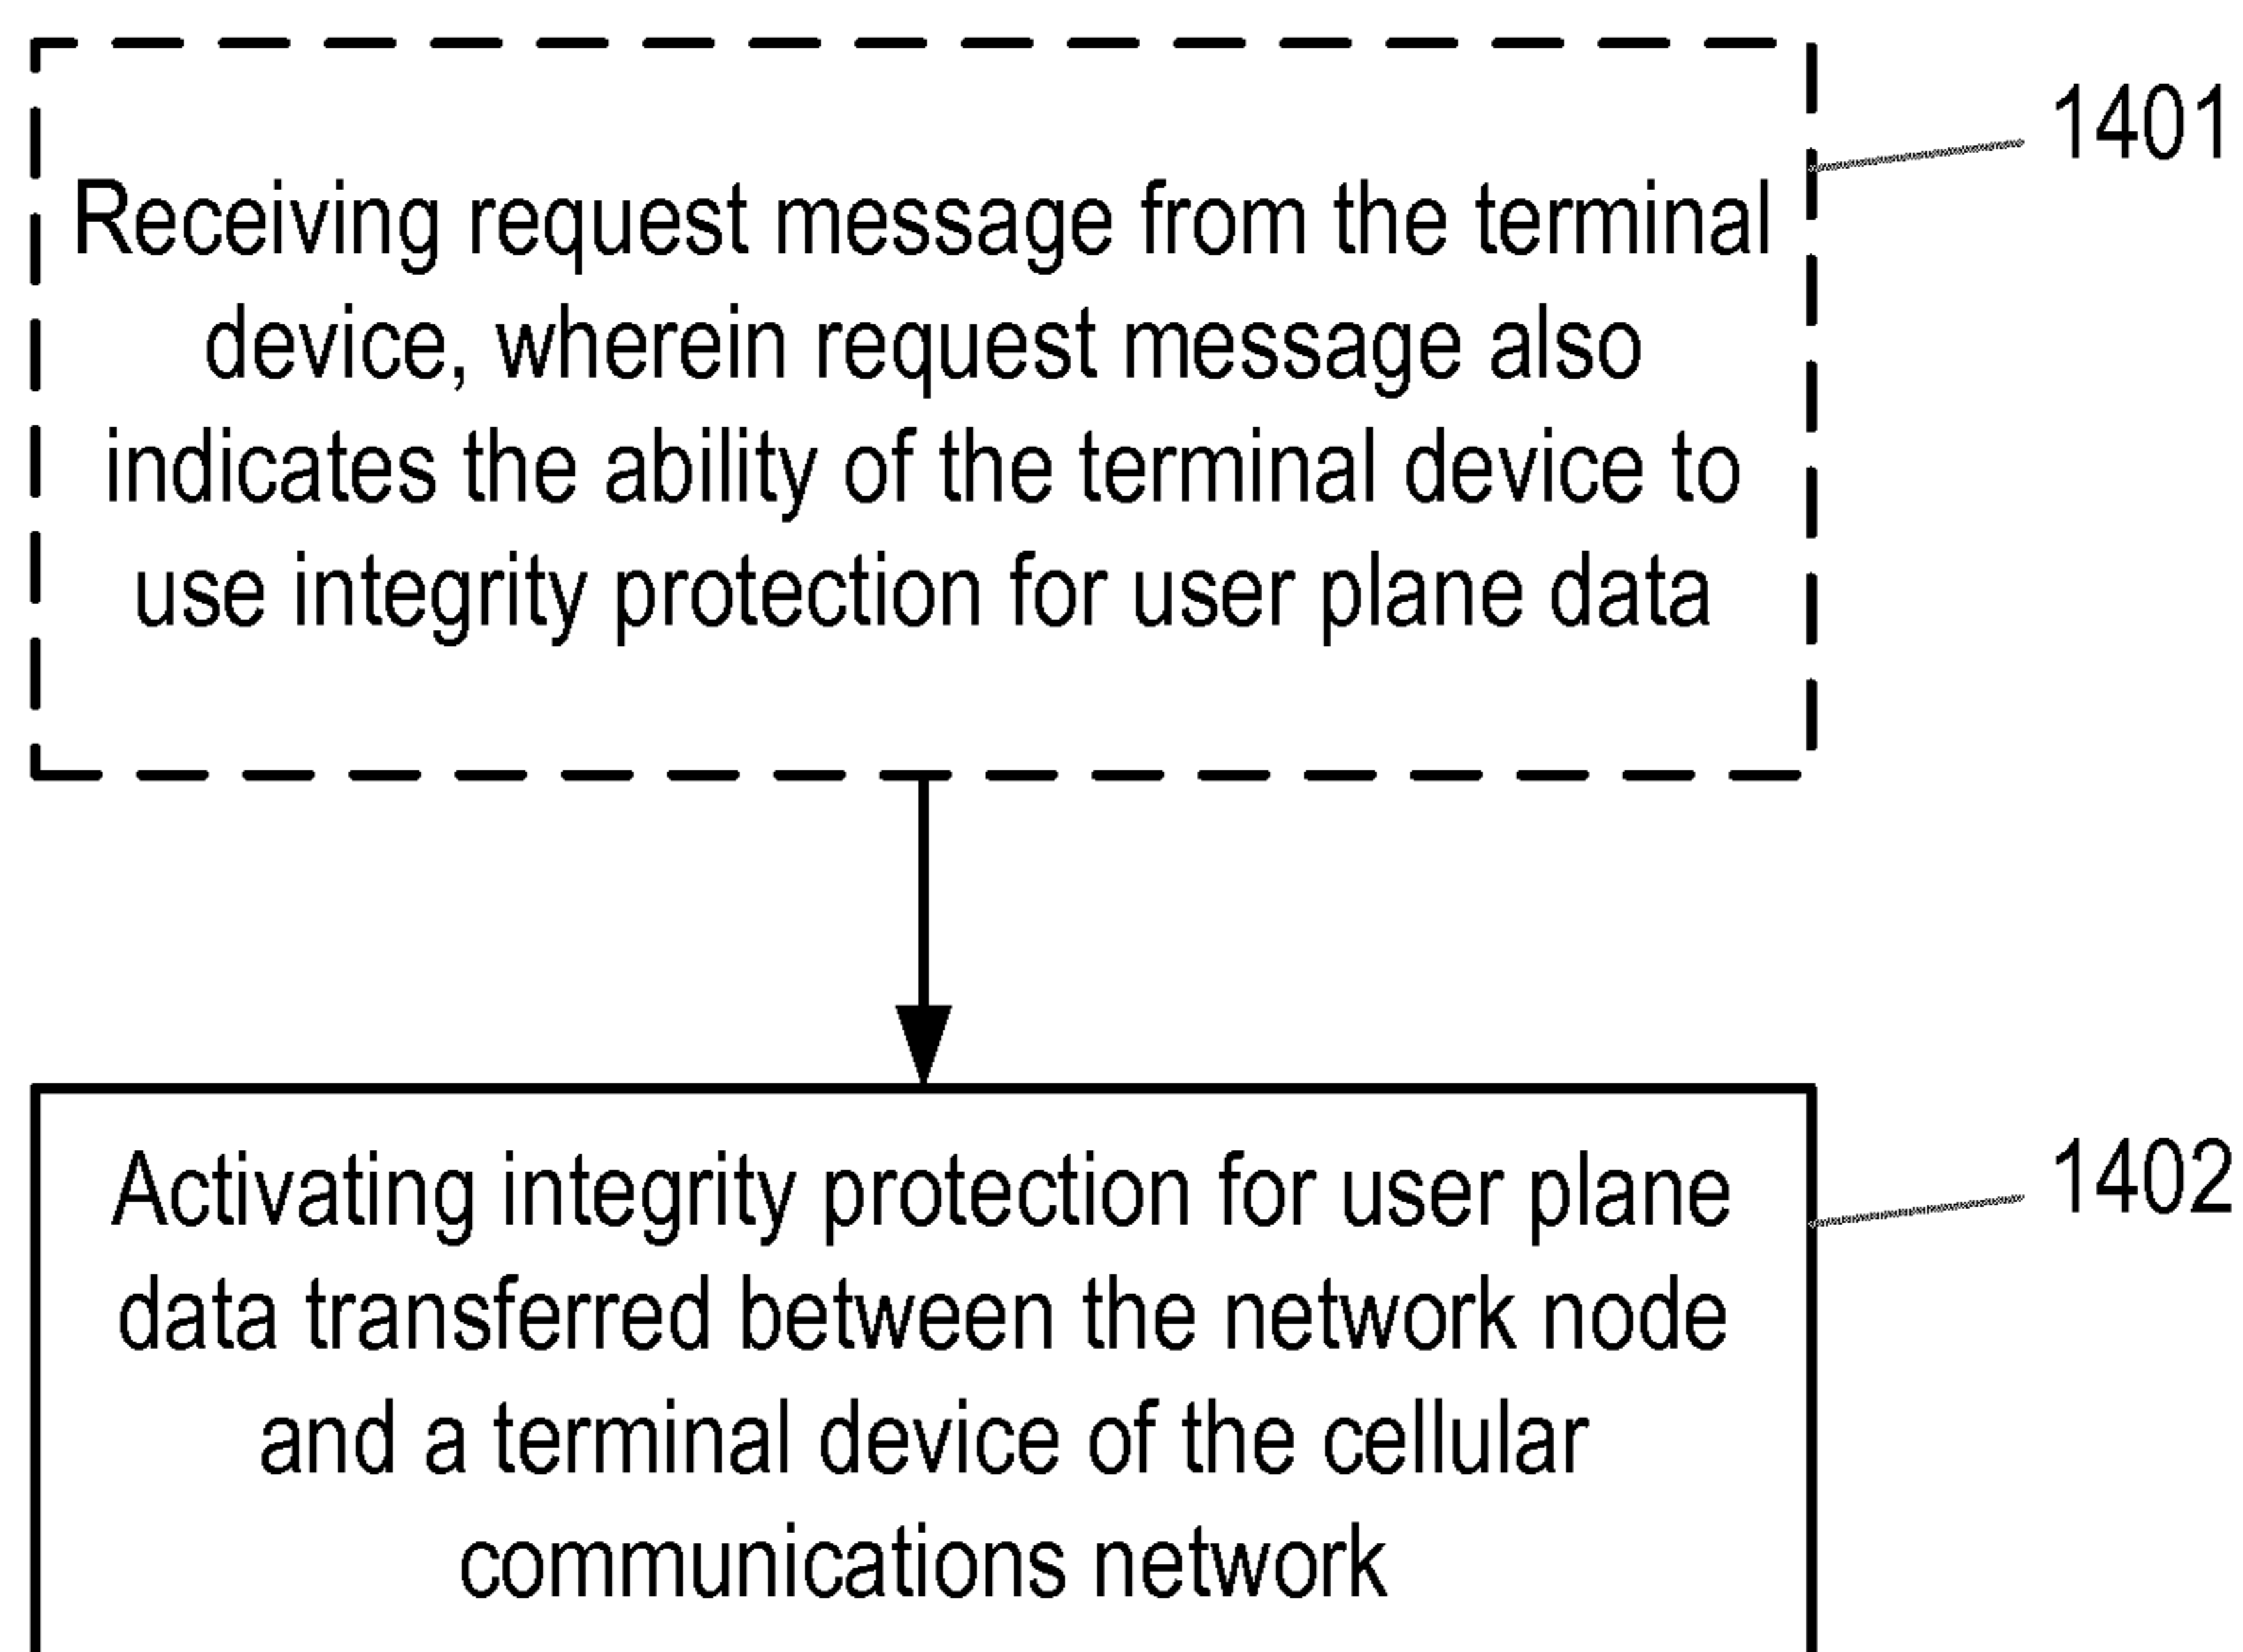 1401
Receiving request message from the terminal
device, wherein request message also
indicates the ability of the terminal device to
use integrity protection for user plane data
1402
Activating integrity protection for user plane
data transferred between the network node
and a terminal device of the cellular
communications network